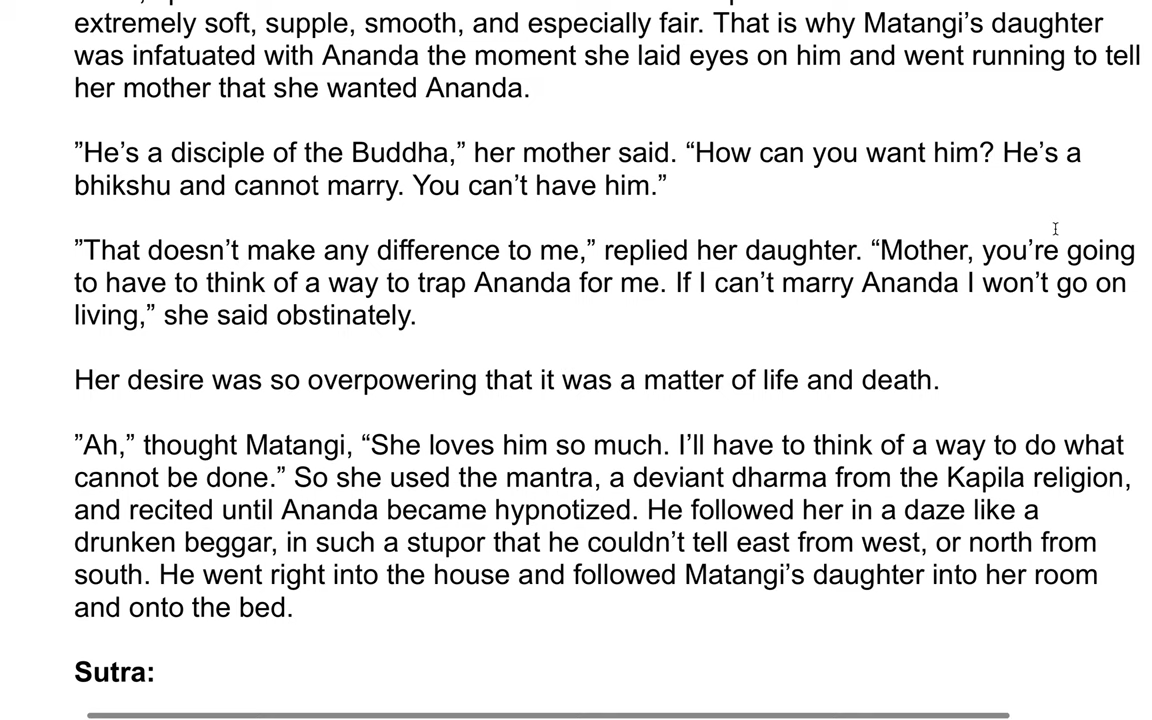 extremely soft, supple, smooth, and especially fair. That is why Matangi’s daughter
was infatuated with Ananda the moment she laid eyes on him and went running to tell
her mother that she wanted Ananda.
”He’s a disciple of the Buddha,” her mother said. “How can you want him? He’s a
bhikshu and cannot marry. You can’t have him.”
”That doesn’t make any difference to me,” replied her daughter. “Mother, you’re going
to have to think of a way to trap Ananda for me. If I can’t marry Ananda I won’t go on
living,” she said obstinately.
Her desire was so overpowering that it was a matter of life and death.
”Ah,” thought Matangi, “She loves him so much. I’ll have to think of a way to do what
cannot be done.” So she used the mantra, a deviant dharma from the Kapila religion,
and recited until Ananda became hypnotized. He followed her in a daze like a
drunken beggar, in such a stupor that he couldn’t tell east from west, or north from
south. He went right into the house and followed Matangi’s daughter into her room
and onto the bed.
Sutra: